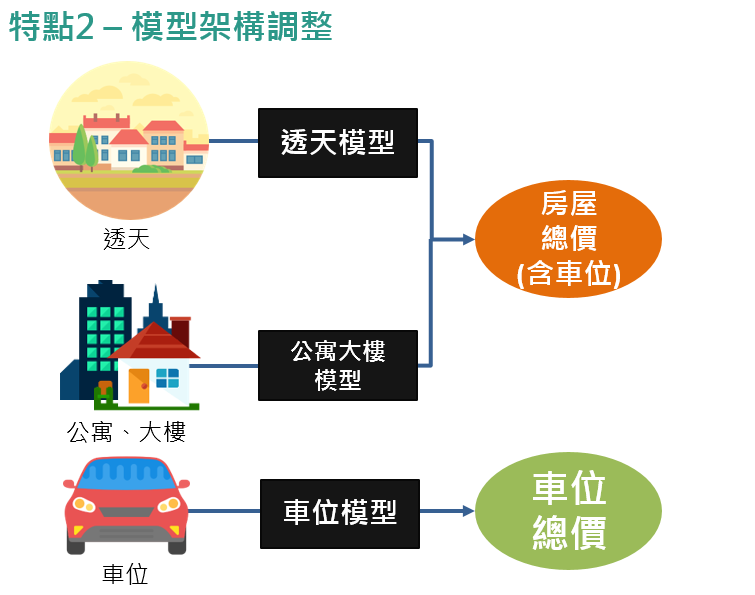 特點2 – 模型架構調整
透天模型
透天
房屋
總價
(含車位)
公寓大樓
模型
公寓、大樓
車位模型
車位
總價
車位